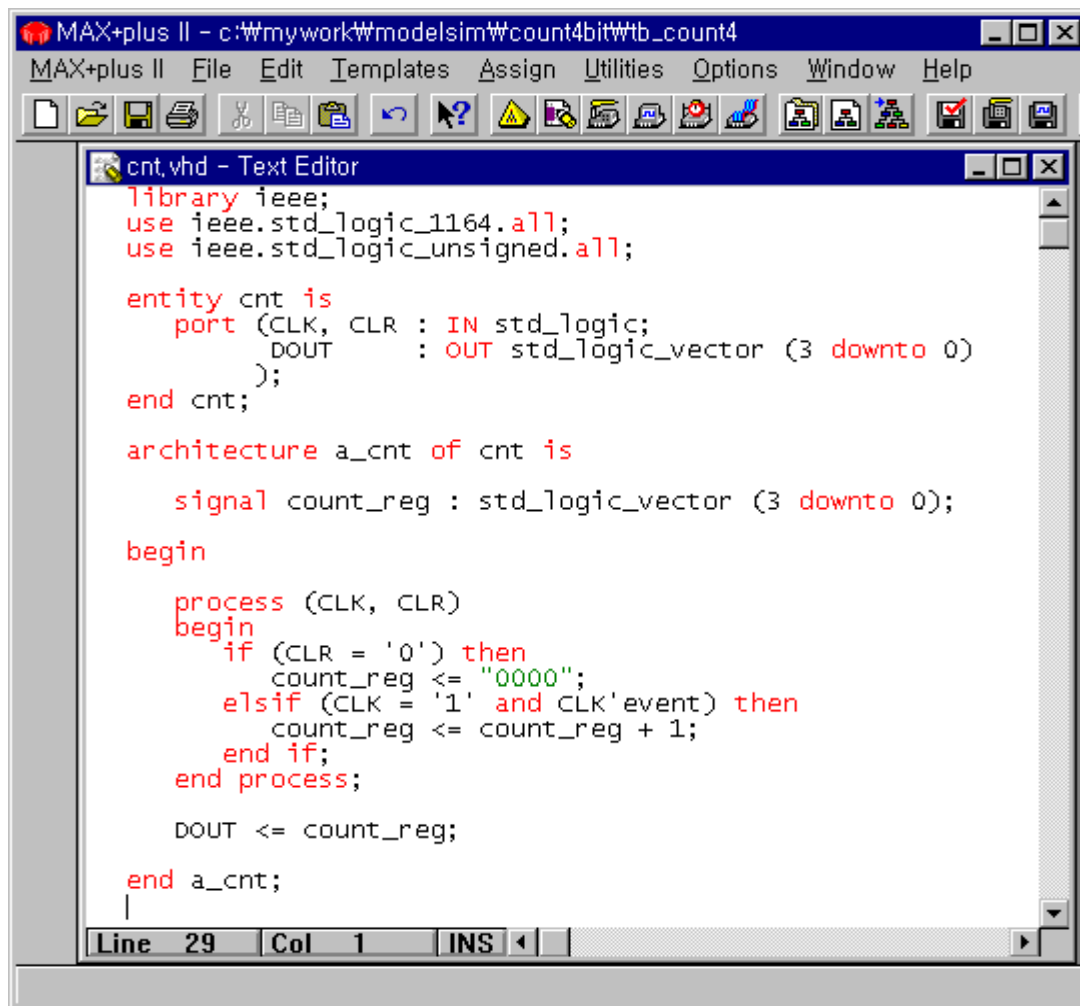 MAX+plus II - c:₩mywork₩modelsim₩count4bit₩tb_count4
MAX+plus II File Edit Templates Assign Utilities Options Window Help
cnt.vhd - Text Editor
library ieee;
use ieee.std_logic_1164.all;
use ieee.std_logic_unsigned.all;
entity cnt is
port (CLK, CLR : IN std_logic;
DOUT : OUT std_logic_vector (3 downto 0)
);
end cnt;
architecture a_cnt of cnt is
signal count_reg : std_logic_vector (3 downto 0);
begin
process (CLK, CLR)
begin
if (CLR = '0') then
count_reg <= "0000";
elsif (CLK = '1' and CLK'event) then
count_reg <= count_reg + 1;
end if;
end process;
DOUT <= count_reg;
end a_cnt;
Line 29 Col 1 INS